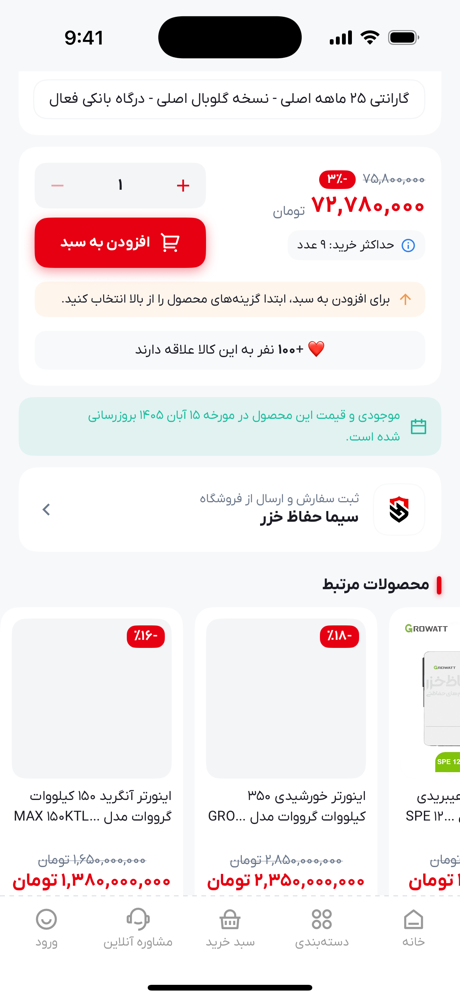 9:41
گارانتی ۲۵ ماهه اصلی - نسخه گلوبال اصلی - درگاه بانکی فعال
۷۵,۸۰۰,۰۰۰
-۳٪
۷۲,۷۸۰,۰۰۰ تومان
حداکثر خرید: ۹ عدد
۱
افزودن به سبد
برای افزودن به سبد، ابتدا گزینه‌های محصول را از بالا انتخاب کنید.
+۱۰۰ نفر به این کالا علاقه دارند
موجودی و قیمت این محصول در مورخه ۱۵ آبان ۱۴۰۵ بروزرسانی
شده است.
ثبت سفارش و ارسال از فروشگاه
سیما حفاظ خزر
محصولات مرتبط
GROWATT
SPE 12
هیبریدی
SPE ۱۲۰...
-۱۸٪
اینورتر خورشیدی ۳۵۰
کیلووات گرووات مدل ...GRO
۲,۸۵۰,۰۰۰,۰۰۰ تومان
۲,۳۵۰,۰۰۰,۰۰۰ تومان
-۱۶٪
اینورتر آنگرید ۱۵۰ کیلووات
گرووات مدل ...MAX ۱۵۰KTL
۱,۶۵۰,۰۰۰,۰۰۰ تومان
۱,۳۸۰,۰۰۰,۰۰۰ تومان
خانه
دسته‌بندی
سبد خرید
مشاوره آنلاین
ورود